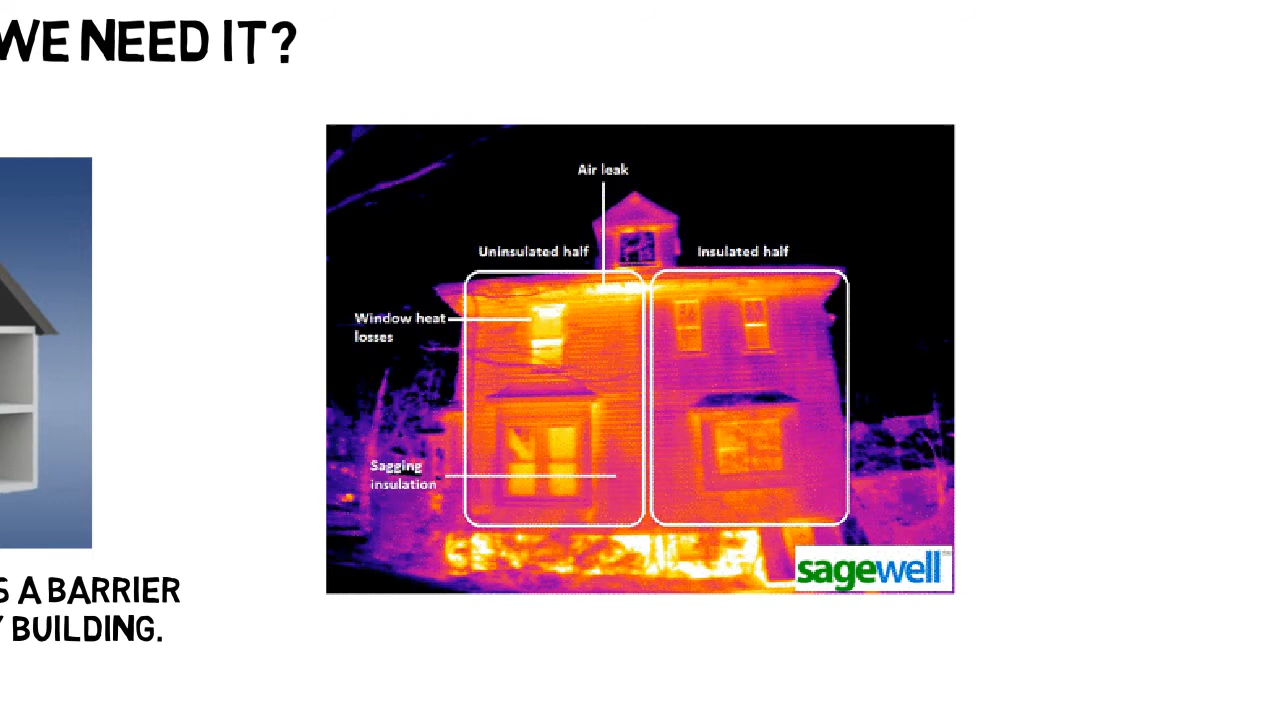 WE NEED IT?
Air leak
Uninsulated half
Insulated half
Window heat
losses
Sagging
insulation
sagewell
S A BARRIER
Y BUILDING.